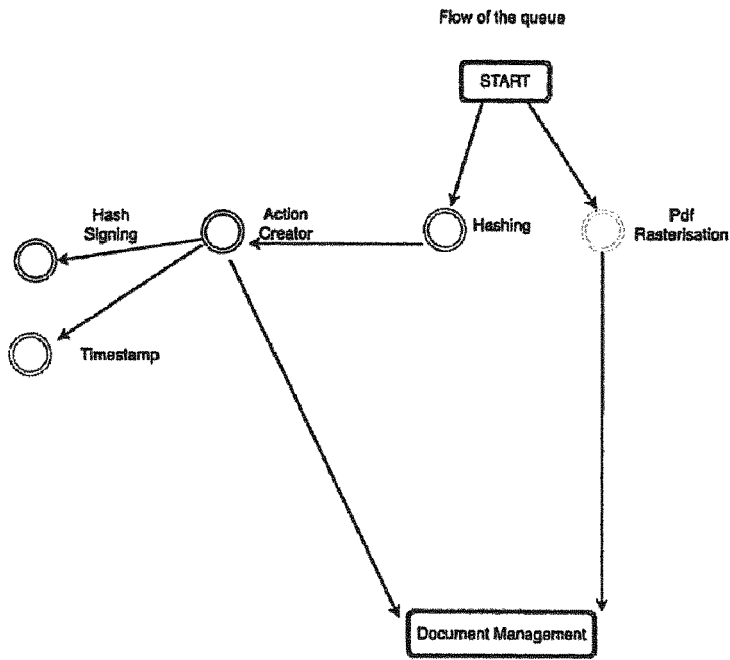 Flow of the queue
START
Hash
Signing
Action
Creator
Hashing
Pdf
Rasterisation
Timestamp
Document Management